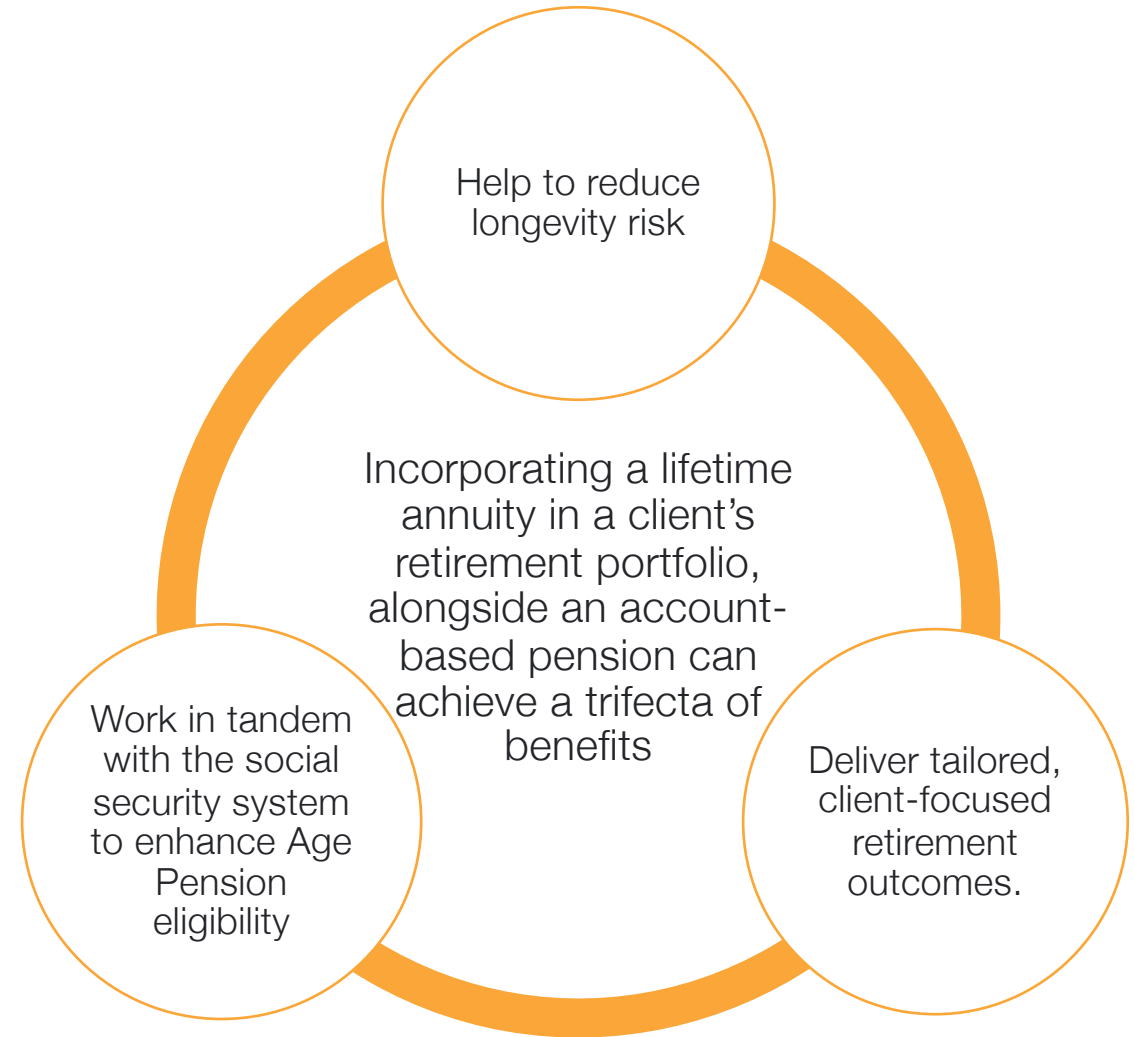 Help to reduce
longevity risk
Incorporating a lifetime
annuity in a client’s
retirement portfolio,
alongside an account-
based pension can
achieve a trifecta of
benefits
Work in tandem
with the social
security system
to enhance Age
Pension
eligibility
Deliver tailored,
client-focused
retirement
outcomes.